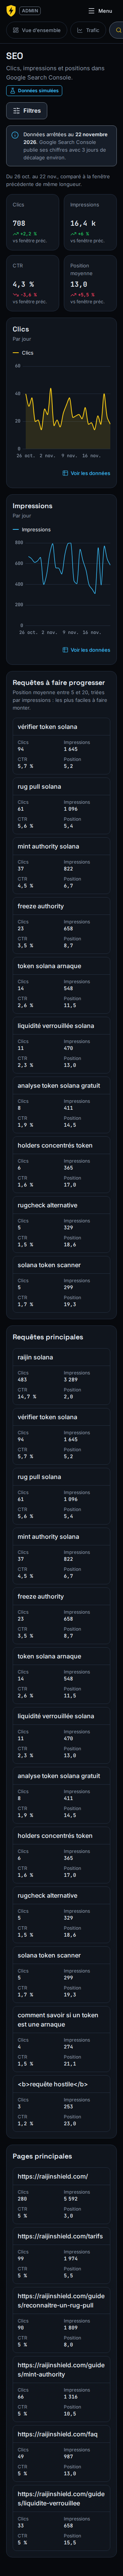 ADMIN
Menu
Vue d'ensemble
Trafic
SEO
Clics, impressions et positions dans
Google Search Console.
Données simulées
Filtres
Données arrêtées au 22 novembre
2026. Google Search Console
publie ses chiffres avec 3 jours de
décalage environ.
Du 26 oct. au 22 nov., comparé à la fenêtre
précédente de même longueur.
Clics
708
+2,2 %
vs fenêtre préc.
Impressions
16,4 k
+6 %
vs fenêtre préc.
CTR
4,3 %
-3,6 %
vs fenêtre préc.
Position
moyenne
13,0
vs fenêtre préc.
Clics
Par jour
Clics
60
40
20
0
26 oct. 2 nov. 9 nov. 16 nov.
Voir les données
Impressions
Par jour
Impressions
800
600
400
200
0
26 oct. 2 nov. 9 nov. 16 nov.
Voir les données
Requêtes à faire progresser
Position moyenne entre 5 et 20, triées
par impressions : les plus faciles à faire
monter.
vérifier token solana
Clics Impressions
94 1 645
CTR Position
5,7 % 5,2
rug pull solana
Clics Impressions
61 1 096
CTR Position
5,6 % 5,4
mint authority solana
Clics Impressions
37 822
CTR Position
4,5 % 6,7
freeze authority
Clics Impressions
23 658
CTR Position
3,5 % 8,7
token solana arnaque
Clics Impressions
14 548
CTR Position
2,6 % 11,5
liquidité verrouillée solana
Clics Impressions
11 470
CTR Position
2,3 % 13,0
analyse token solana gratuit
Clics Impressions
8 411
CTR Position
1,9 % 14,5
holders concentrés token
Clics Impressions
6 365
CTR Position
1,6 % 17,0
rugcheck alternative
Clics Impressions
5 329
CTR Position
1,5 % 18,6
solana token scanner
Clics Impressions
5 299
CTR Position
1,7 % 19,3
Requêtes principales
raijin solana
Clics Impressions
483 3 289
CTR Position
14,7 % 2,0
vérifier token solana
Clics Impressions
94 1 645
CTR Position
5,7 % 5,2
rug pull solana
Clics Impressions
61 1 096
CTR Position
5,6 % 5,4
mint authority solana
Clics Impressions
37 822
CTR Position
4,5 % 6,7
freeze authority
Clics Impressions
23 658
CTR Position
3,5 % 8,7
token solana arnaque
Clics Impressions
14 548
CTR Position
2,6 % 11,5
liquidité verrouillée solana
Clics Impressions
11 470
CTR Position
2,3 % 13,0
analyse token solana gratuit
Clics Impressions
8 411
CTR Position
1,9 % 14,5
holders concentrés token
Clics Impressions
6 365
CTR Position
1,6 % 17,0
rugcheck alternative
Clics Impressions
5 329
CTR Position
1,5 % 18,6
solana token scanner
Clics Impressions
5 299
CTR Position
1,7 % 19,3
comment savoir si un token
est une arnaque
Clics Impressions
4 274
CTR Position
1,5 % 21,1
<b>requête hostile</b>
Clics Impressions
3 253
CTR Position
1,2 % 23,0
Pages principales
https://raijinshield.com/
Clics Impressions
280 5 592
CTR Position
5 % 3,0
https://raijinshield.com/tarifs
Clics Impressions
99 1 974
CTR Position
5 % 5,5
https://raijinshield.com/guide
s/reconnaitre-un-rug-pull
Clics Impressions
90 1 809
CTR Position
5 % 8,0
https://raijinshield.com/guide
s/mint-authority
Clics Impressions
66 1 316
CTR Position
5 % 10,5
https://raijinshield.com/faq
Clics Impressions
49 987
CTR Position
5 % 13,0
https://raijinshield.com/guide
s/liquidite-verrouillee
Clics Impressions
33 658
CTR Position
5 % 15,5